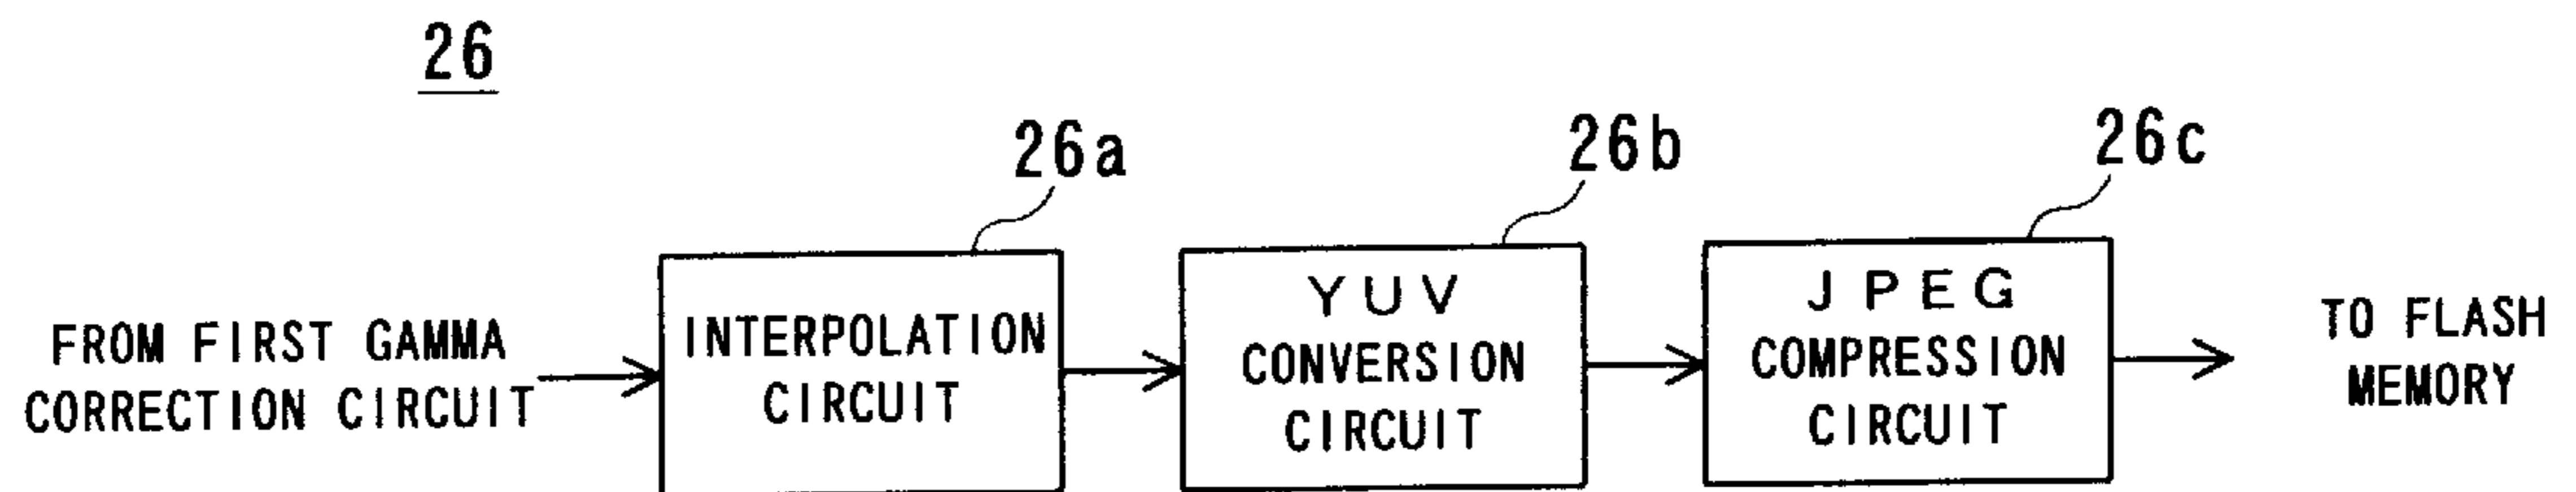 26
26a
26b
26c
FROM FIRST GAMMA
CORRECTION CIRCUIT
INTERPOLATION
CIRCUIT
YUV
CONVERSION
CIRCUIT
JPEG
COMPRESSION
CIRCUIT
TO FLASH
MEMORY